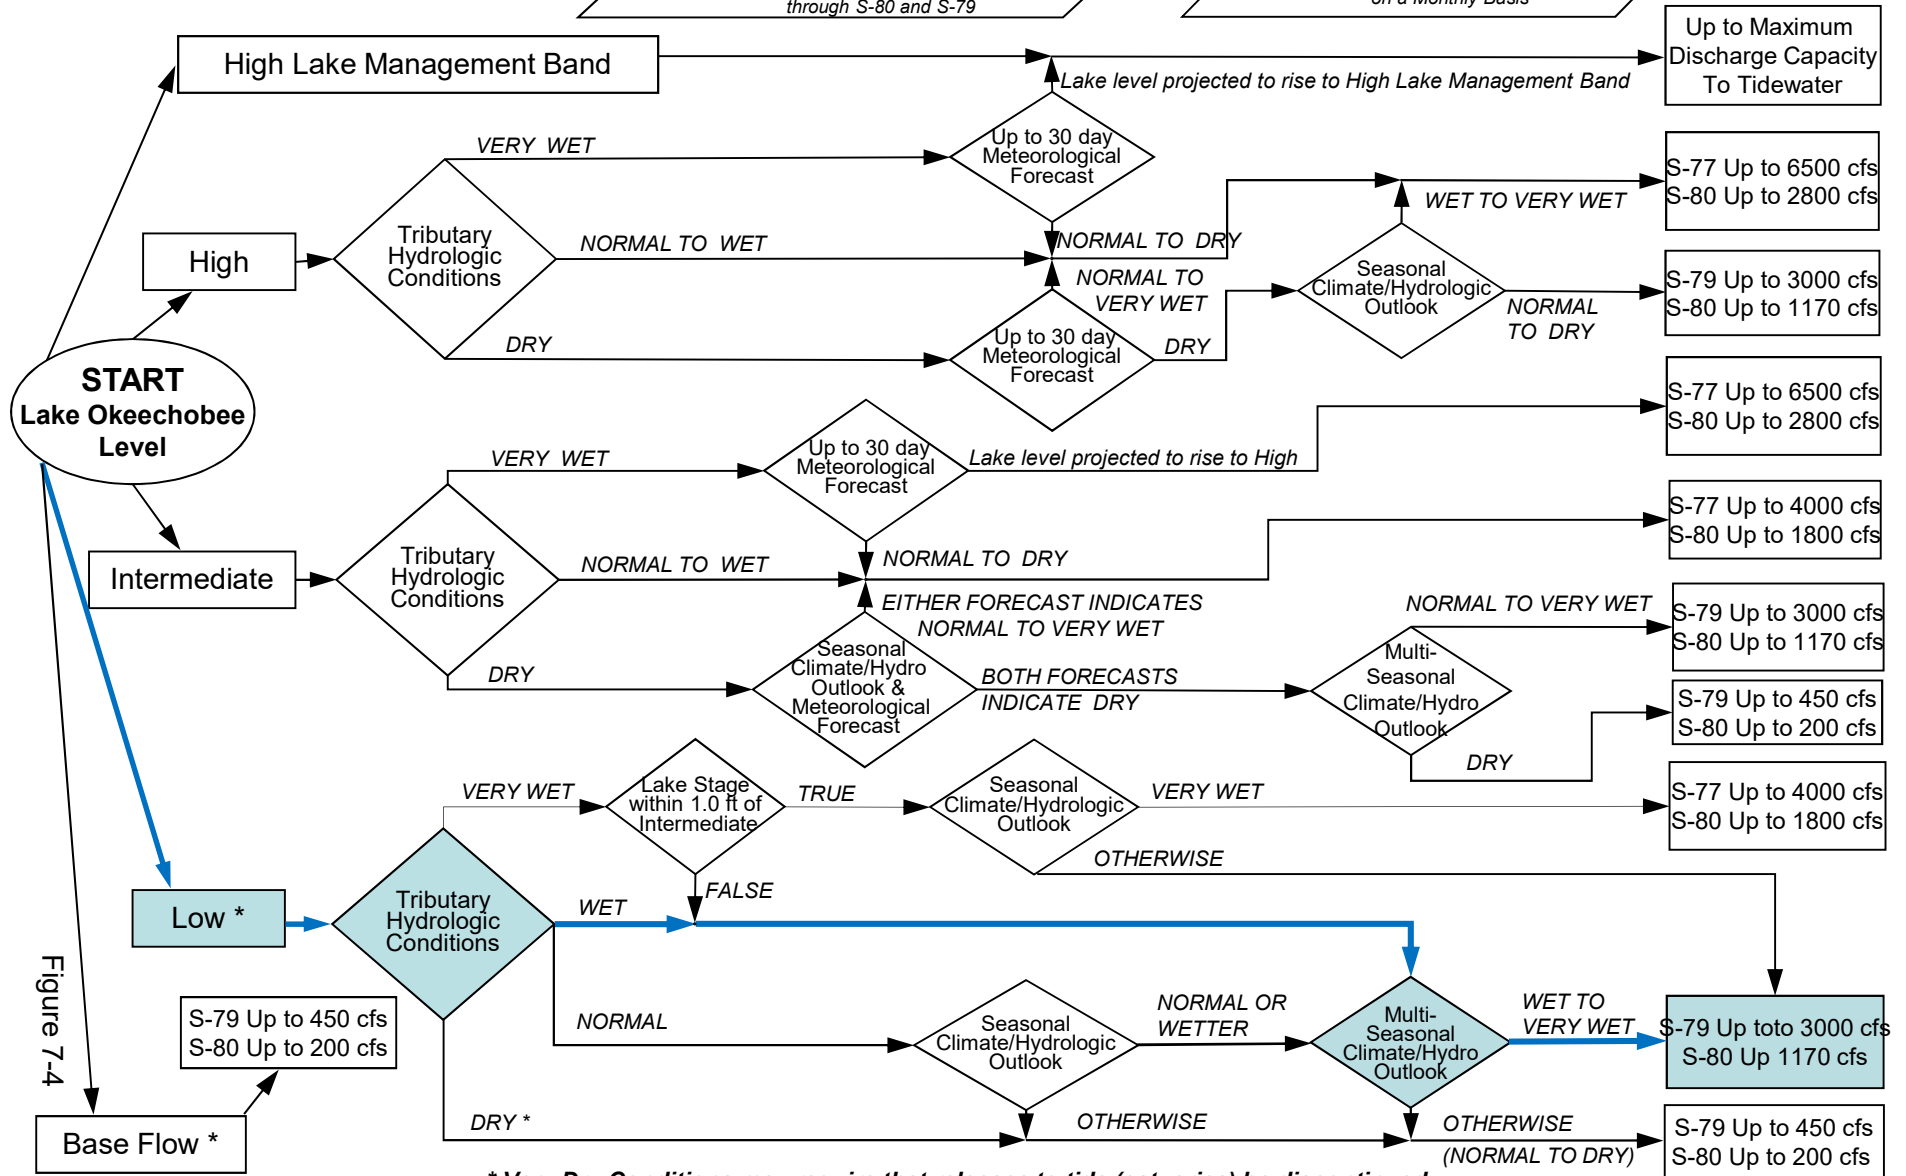 through S-80 and S-79
on a Monthly Basis
High Lake Management Band
Lake level projected to rise to High Lake Management Band
Up to Maximum
Discharge Capacity
To Tidewater
VERY WET
Up to 30 day
Meteorological
Forecast
S-77 Up to 6500 cfs
S-80 Up to 2800 cfs
WET TO VERY WET
High
Tributary
Hydrologic
Conditions
NORMAL TO WET
NORMAL TO DRY
NORMAL TO
VERY WET
Seasonal
Climate/Hydrologic
Outlook
NORMAL
TO DRY
S-79 Up to 3000 cfs
S-80 Up to 1170 cfs
DRY
Up to 30 day
Meteorological
Forecast
DRY
START
Lake Okeechobee
Level
S-77 Up to 6500 cfs
S-80 Up to 2800 cfs
VERY WET
Up to 30 day
Meteorological
Forecast
Lake level projected to rise to High
Intermediate
Tributary
Hydrologic
Conditions
NORMAL TO WET
NORMAL TO DRY
S-77 Up to 4000 cfs
S-80 Up to 1800 cfs
EITHER FORECAST INDICATES
NORMAL TO VERY WET
NORMAL TO VERY WET
S-79 Up to 3000 cfs
S-80 Up to 1170 cfs
DRY
Seasonal
Climate/Hydro
Outlook &
Meteorological
Forecast
BOTH FORECASTS
INDICATE DRY
Multi-
Seasonal
Climate/Hydro
Outlook
DRY
S-79 Up to 450 cfs
S-80 Up to 200 cfs
VERY WET
Lake Stage
within 1.0 ft of
Intermediate
TRUE
Seasonal
Climate/Hydrologic
Outlook
VERY WET
S-77 Up to 4000 cfs
S-80 Up to 1800 cfs
OTHERWISE
FALSE
Low *
Tributary
Hydrologic
Conditions
WET
NORMAL
Seasonal
Climate/Hydrologic
Outlook
NORMAL OR
WETTER
Multi-
Seasonal
Climate/Hydro
Outlook
WET TO
VERY WET
S-79 Up toto 3000 cfs
S-80 Up 1170 cfs
Figure 7-4
S-79 Up to 450 cfs
S-80 Up to 200 cfs
Base Flow *
DRY *
OTHERWISE
OTHERWISE
(NORMAL TO DRY)
S-79 Up to 450 cfs
S-80 Up to 200 cfs